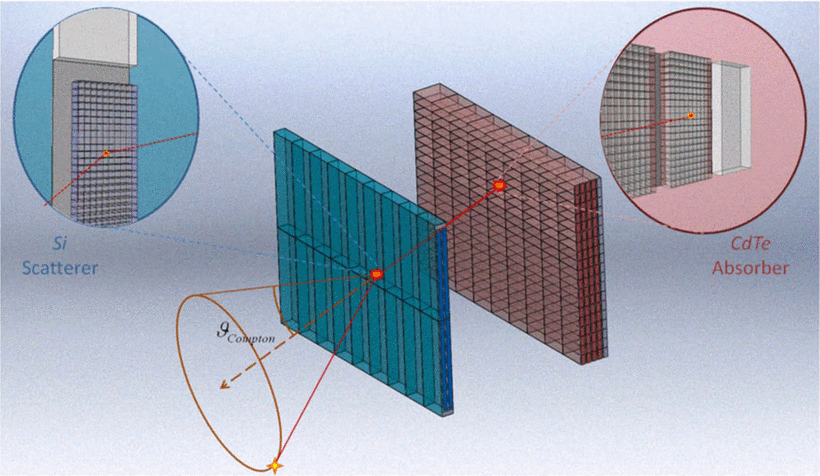 Si
Scatterer
CdTe
Absorber
ϑCompton